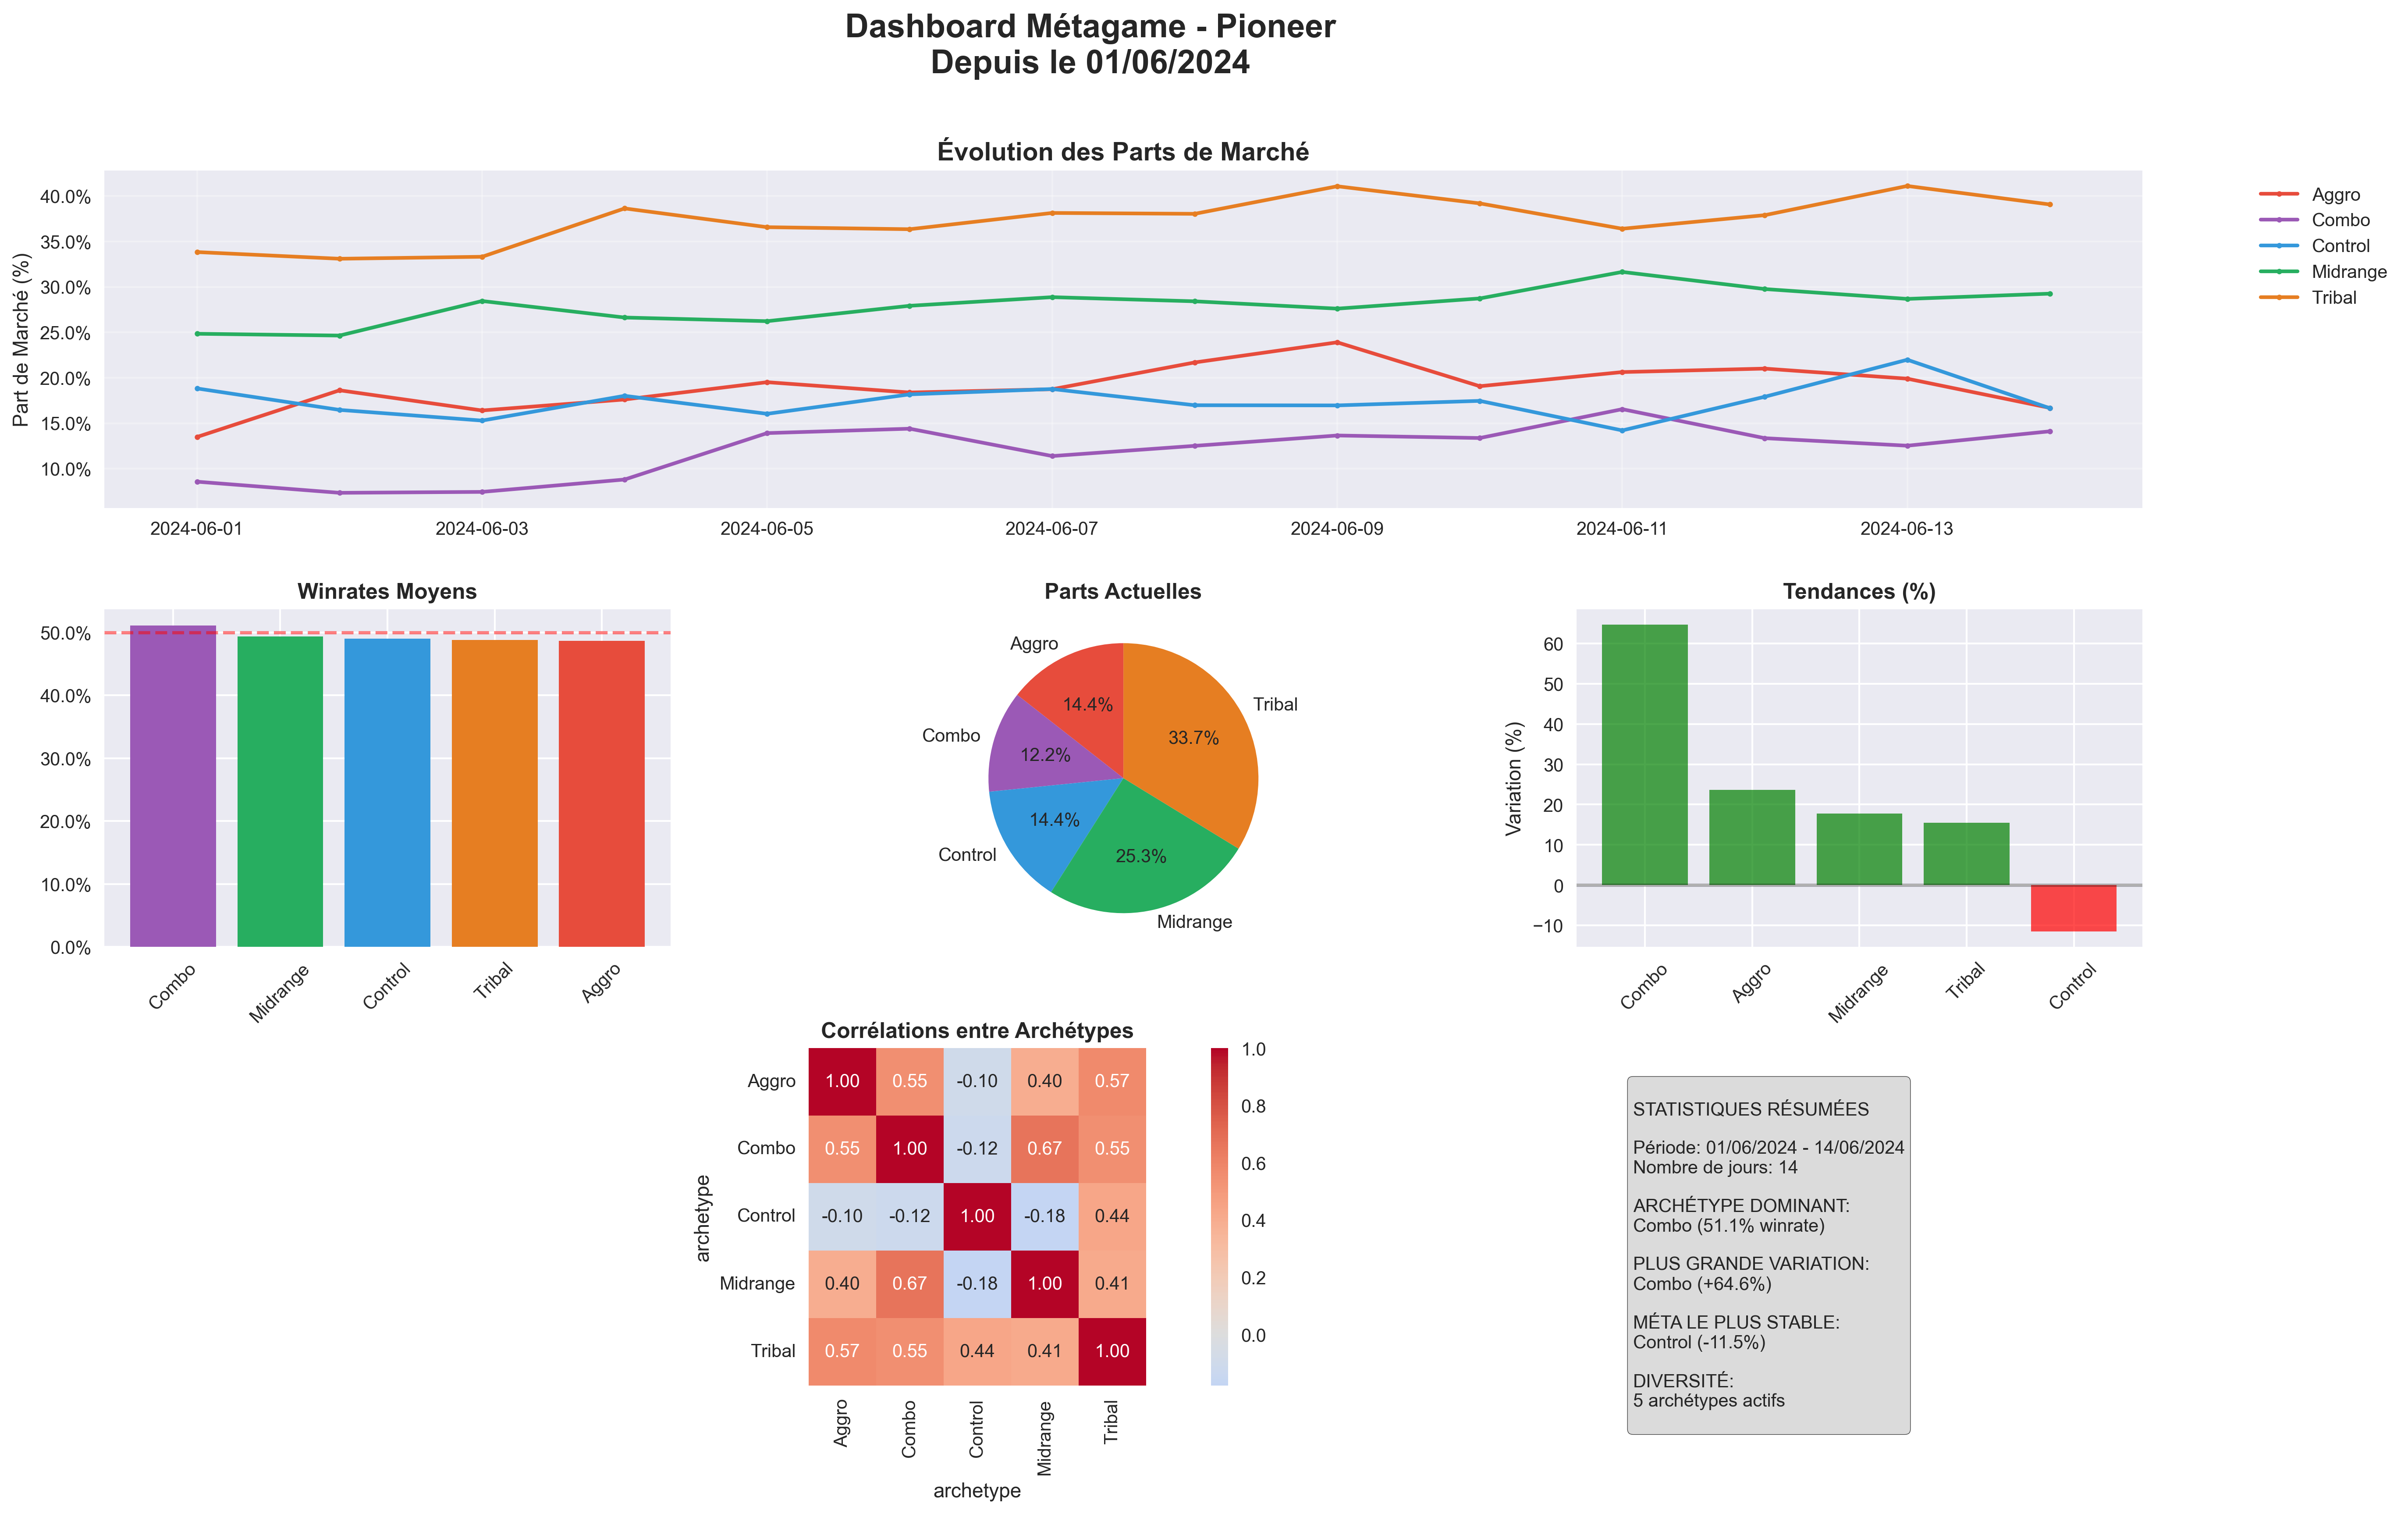 Dashboard Métagame - Pioneer
Depuis le 01/06/2024
Évolution des Parts de Marché
Part de Marché (%)
40.0%
35.0%
30.0%
25.0%
20.0%
15.0%
10.0%
2024-06-01
2024-06-03
2024-06-05
2024-06-07
2024-06-09
2024-06-11
2024-06-13
Aggro
Combo
Control
Midrange
Tribal
Winrates Moyens
50.0%
40.0%
30.0%
20.0%
10.0%
0.0%
Combo
Midrange
Control
Tribal
Aggro
Parts Actuelles
Aggro
14.4%
Combo
12.2%
Control
14.4%
Midrange
25.3%
Tribal
33.7%
Tendances (%)
Variation (%)
60
50
40
30
20
10
0
−10
Combo
Aggro
Midrange
Tribal
Control
Corrélations entre Archétypes
archetype
Aggro 1.00 0.55 -0.10 0.40 0.57
Combo 0.55 1.00 -0.12 0.67 0.55
Control -0.10 -0.12 1.00 -0.18 0.44
Midrange 0.40 0.67 -0.18 1.00 0.41
Tribal 0.57 0.55 0.44 0.41 1.00
Aggro
Combo
Control
Midrange
Tribal
archetype
1.0
0.8
0.6
0.4
0.2
0.0
STATISTIQUES RÉSUMÉES
Période: 01/06/2024 - 14/06/2024
Nombre de jours: 14
ARCHÉTYPE DOMINANT:
Combo (51.1% winrate)
PLUS GRANDE VARIATION:
Combo (+64.6%)
MÉTA LE PLUS STABLE:
Control (-11.5%)
DIVERSITÉ:
5 archétypes actifs